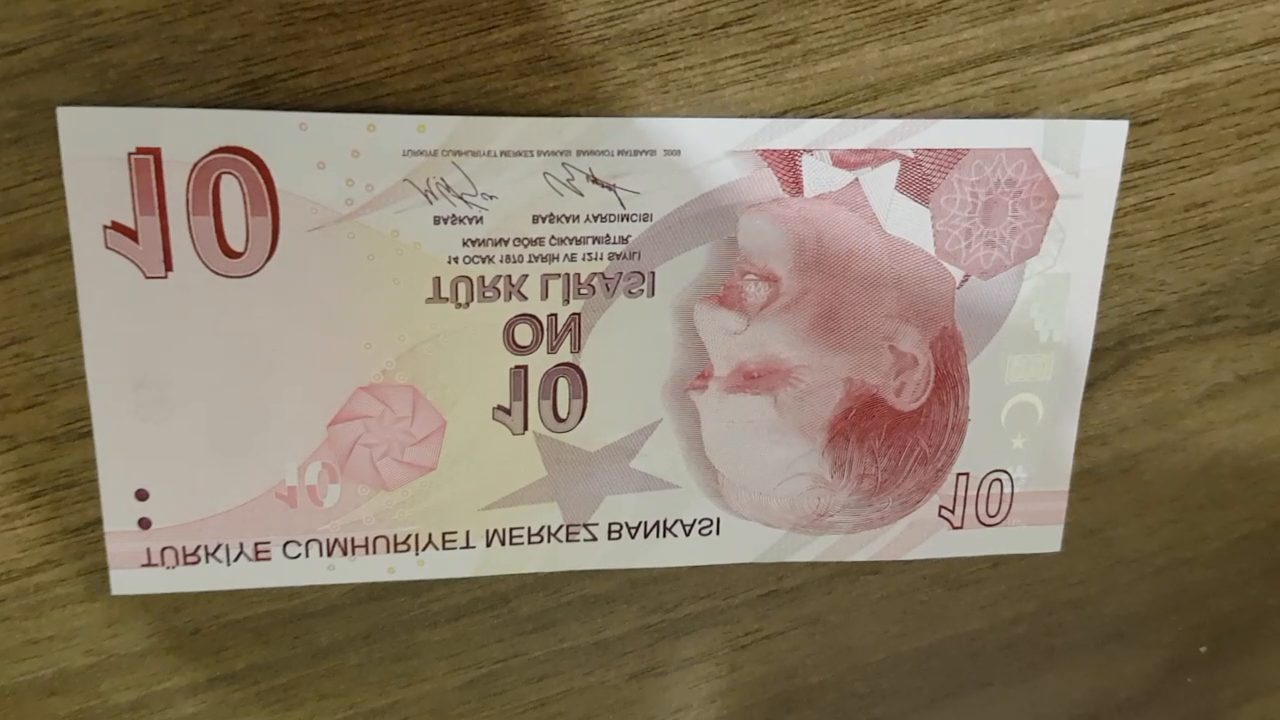 TÜRKİYE CUMHURİYET MERKEZ BANKASI
10
10
10
ON
TÜRK LİRASI
14 OCAK 1970 TARİH VE 1211 SAYILI
KANUNA GÖRE ÇIKARILMIŞTIR.
BAŞKAN BAŞKAN YARDIMCISI
TÜRKİYE CUMHURİYET MERKEZ BANKASI BANKNOT MATBAASI 2009
10